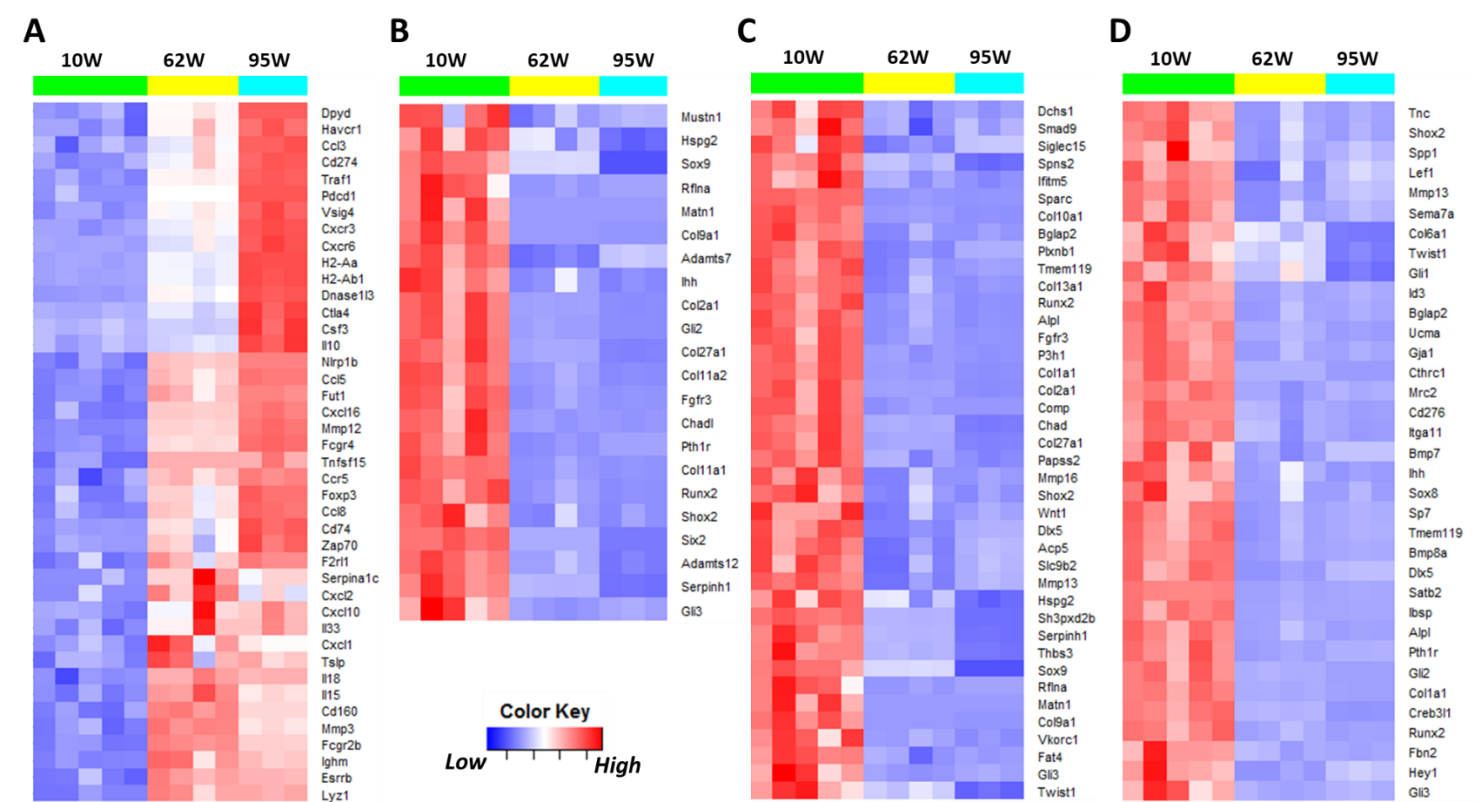 A
10W
62W
95W
Dpyd
Havcr1
Ccl3
Cd274
Traf1
Pdcd1
Vsig4
Cxcr3
Cxcr6
H2-Aa
H2-Ab1
Dnase1l3
Ctla4
Csf3
Il10
Nlrp1b
Ccl5
Fut1
Cxcl16
Mmp12
Fcgr4
Tnfsf15
Ccr5
Foxp3
Ccl8
Cd74
Zap70
F2rl1
Serpina1c
Cxcl2
Cxcl10
Il33
Cxcl1
Tslp
Il18
Il15
Cd160
Mmp3
Fcgr2b
Ighm
Esrrb
Lyz1
B
10W
62W
95W
Mustn1
Hspg2
Sox9
Rflna
Matn1
Col9a1
Adamts7
Ihh
Col2a1
Gli2
Col27a1
Col11a2
Fgfr3
Chadl
Pth1r
Col11a1
Runx2
Shox2
Six2
Adamts12
Serpinh1
Gli3
Color Key
Low
High
C
10W
62W
95W
Dchs1
Smad9
Siglec15
Spns2
Ifitm5
Sparc
Col10a1
Bglap2
Plxnb1
Tmem119
Col13a1
Runx2
Alpl
Fgfr3
P3h1
Col1a1
Col2a1
Comp
Chad
Col27a1
Papss2
Mmp16
Shox2
Wnt1
Dlx5
Acp5
Slc9b2
Mmp13
Hspg2
Sh3pxd2b
Serpinh1
Thbs3
Sox9
Rflna
Matn1
Col9a1
Vkorc1
Fat4
Gli3
Twist1
D
10W
62W
95W
Tnc
Shox2
Spp1
Lef1
Mmp13
Sema7a
Col6a1
Twist1
Gli1
Id3
Bglap2
Ucma
Gja1
Cthrc1
Mrc2
Cd276
Itga11
Bmp7
Ihh
Sox8
Sp7
Tmem119
Bmp8a
Dlx5
Satb2
Ibsp
Alpl
Pth1r
Gli2
Col1a1
Creb3l1
Runx2
Fbn2
Hey1
Gli3